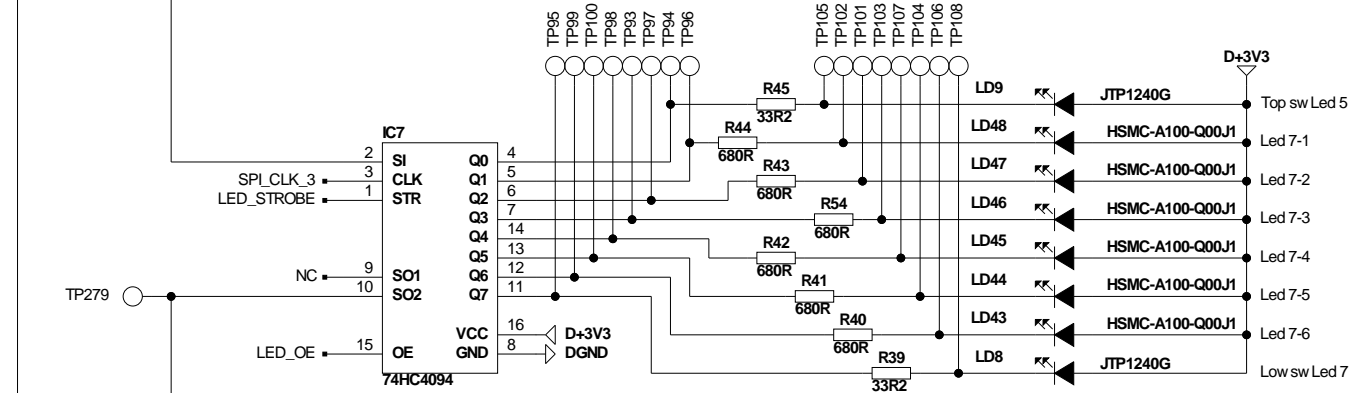 TP95 TP99 TP100 TP98 TP93 TP97 TP94 TP96 TP105 TP102 TP101 TP103 TP107 TP104 TP106 TP108
D+3V3
R45 LD9 JTP1240G Top sw Led 5
33R2
R44 LD48 HSMC-A100-Q00J1 Led 7-1
680R
R43 LD47 HSMC-A100-Q00J1 Led 7-2
680R
R54 LD46 HSMC-A100-Q00J1 Led 7-3
680R
R42 LD45 HSMC-A100-Q00J1 Led 7-4
680R
R41 LD44 HSMC-A100-Q00J1 Led 7-5
680R
R40 LD43 HSMC-A100-Q00J1 Led 7-6
680R
R39 LD8 JTP1240G Low sw Led 7
33R2
IC7
2 SI Q0 4
SPI_CLK_3 3 CLK Q1 5
LED_STROBE 1 STR Q2 6
Q3 7
Q4 14
Q5 13
NC 9 SO1 Q6 12
TP279 10 SO2 Q7 11
VCC 16 D+3V3
LED_OE 15 OE GND 8 DGND
74HC4094